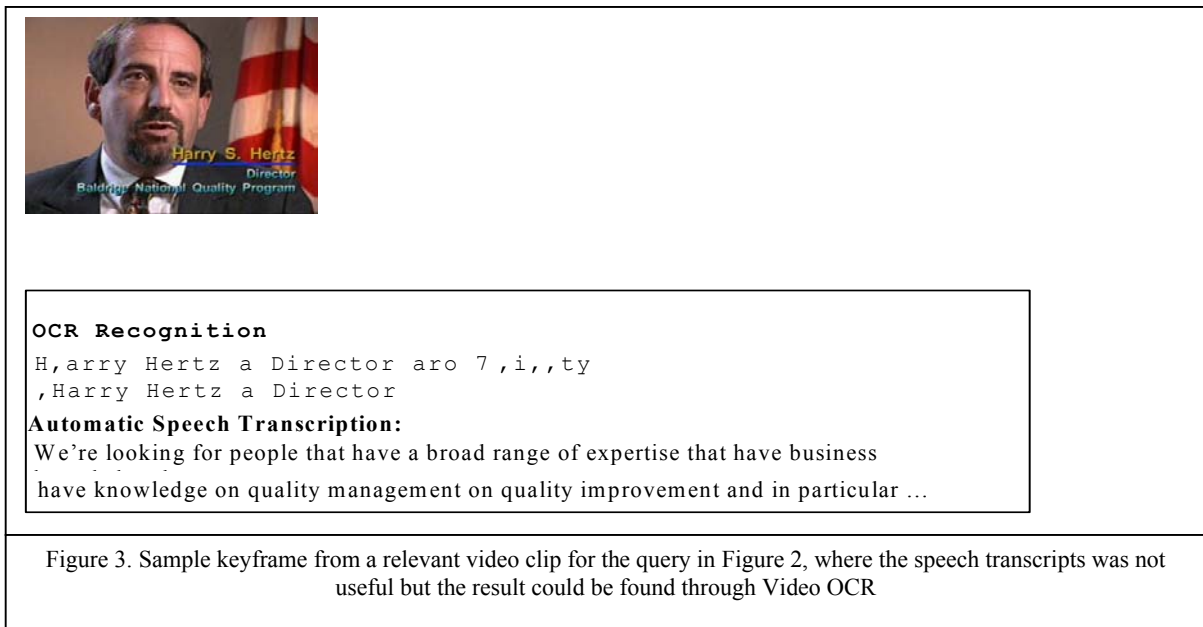 Harry S. Hertz
Director
Baldrige National Quality Program
OCR Recognition
H,arry Hertz a Director aro 7,i,,ty
,Harry Hertz a Director
Automatic Speech Transcription:
We're looking for people that have a broad range of expertise that have business
have knowledge on quality management on quality improvement and in particular …
Figure 3. Sample keyframe from a relevant video clip for the query in Figure 2, where the speech transcripts was not
useful but the result could be found through Video OCR